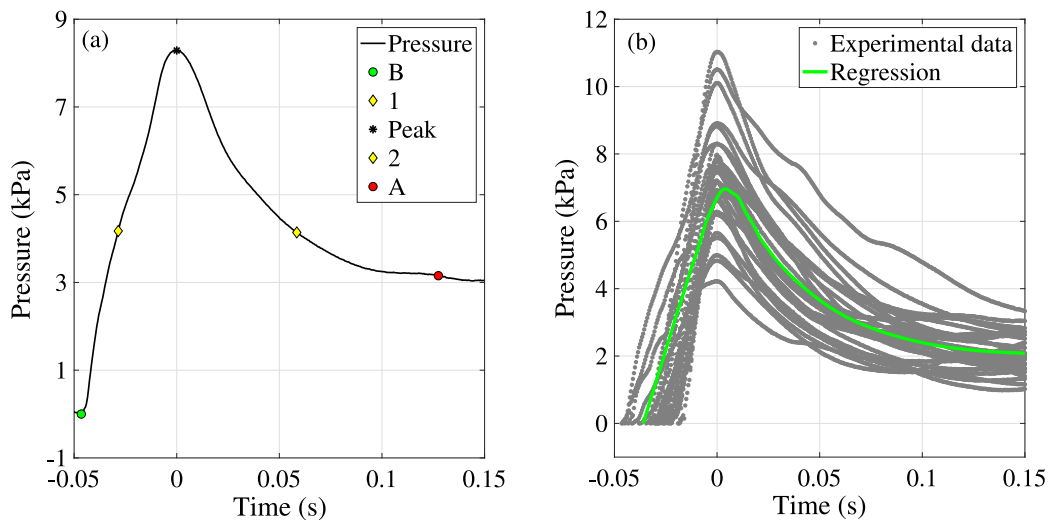 (a)
Pressure
B
1
Peak
2
A
9
7
5
3
1
-1
Pressure (kPa)
-0.05
0
0.05
0.1
0.15
Time (s)
(b)
Experimental data
Regression
12
10
8
6
4
2
0
Pressure (kPa)
-0.05
0
0.05
0.1
0.15
Time (s)